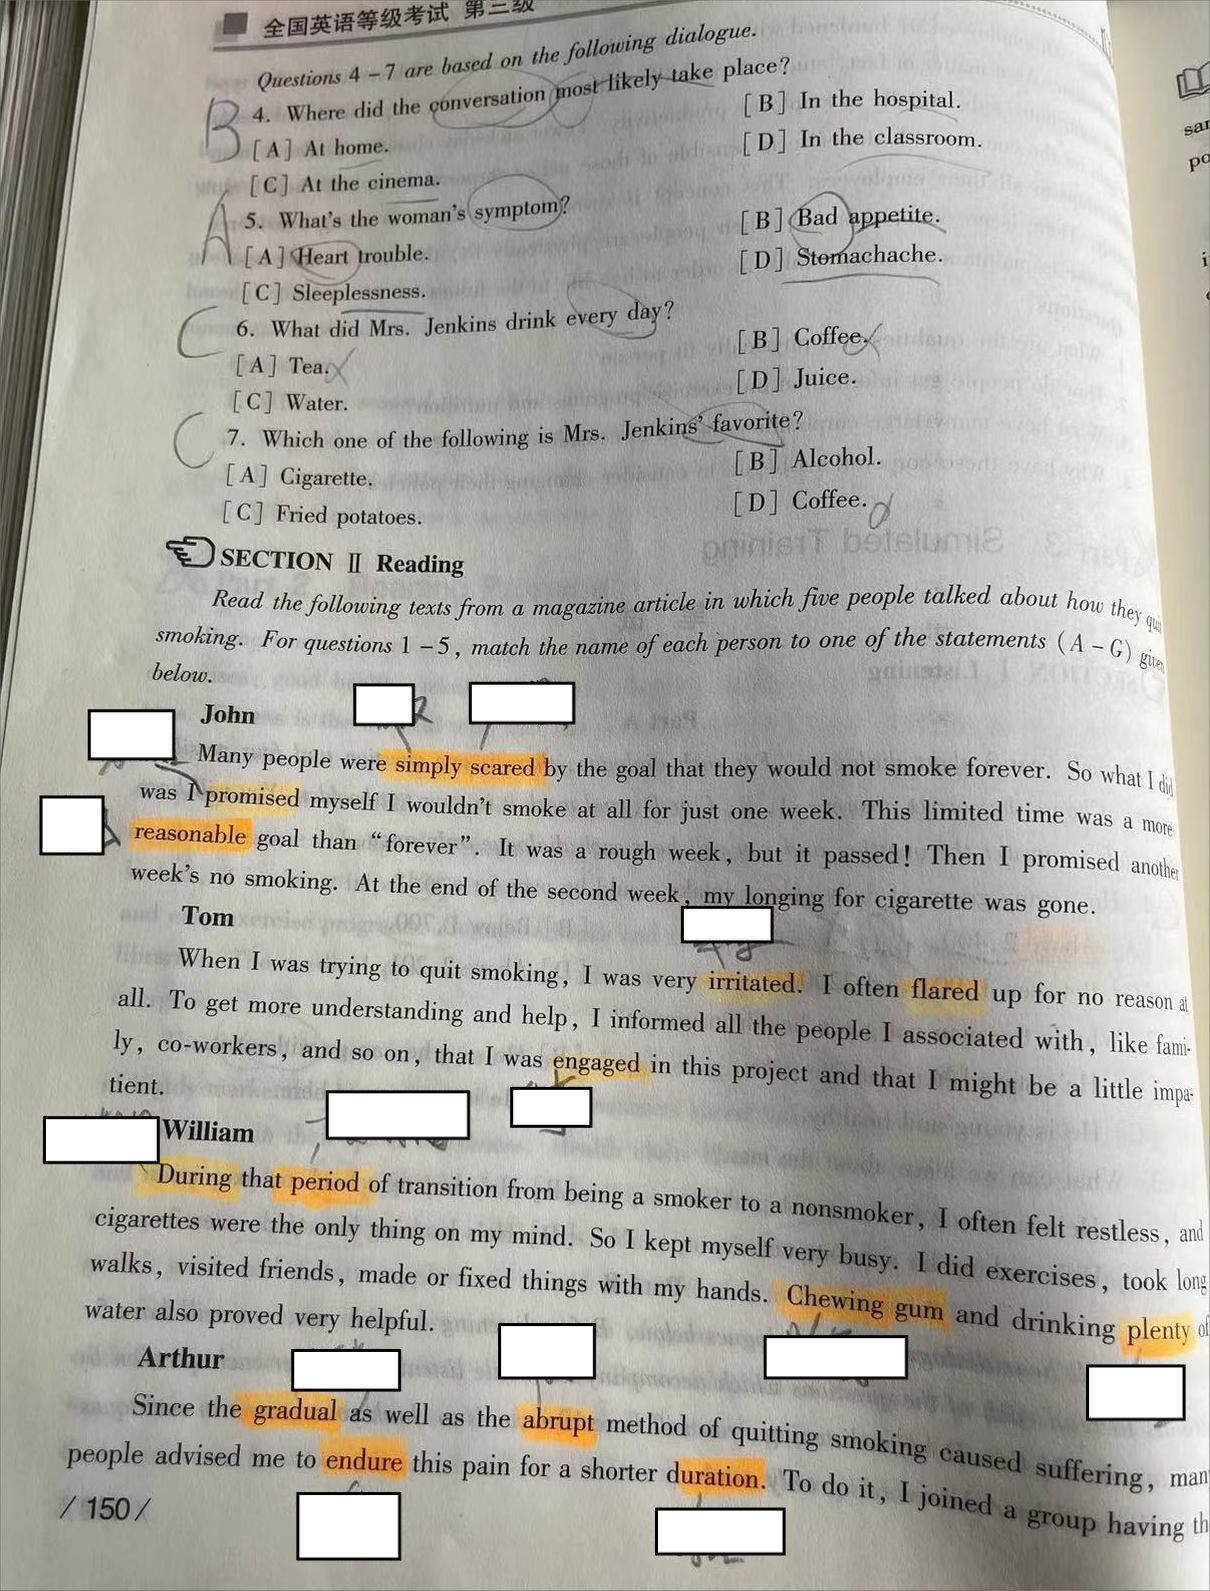 全国英语等级考试 第三级
Questions 4 – 7 are based on the following dialogue.
B
4. Where did the conversation most likely take place?
[A] At home.
[B] In the hospital.
[C] At the cinema.
[D] In the classroom.
A
5. What's the woman's symptom?
[A] Heart trouble.
[B] Bad appetite.
[C] Sleeplessness.
[D] Stomachache.
C
6. What did Mrs. Jenkins drink every day?
[A] Tea.
[B] Coffee.
[C] Water.
[D] Juice.
C
7. Which one of the following is Mrs. Jenkins' favorite?
[A] Cigarette.
[B] Alcohol.
[C] Fried potatoes.
[D] Coffee.
SECTION Ⅱ Reading
Read the following texts from a magazine article in which five people talked about how they
smoking. For questions 1 – 5, match the name of each person to one of the statements (A – G) given
below.
John
Many people were simply scared by the goal that they would not smoke forever. So what I did
was I promised myself I wouldn't smoke at all for just one week. This limited time was a more
reasonable goal than “forever”. It was a rough week, but it passed! Then I promised another
week's no smoking. At the end of the second week, my longing for cigarette was gone.
Tom
When I was trying to quit smoking, I was very irritated. I often flared up for no reason at
all. To get more understanding and help, I informed all the people I associated with, like fami-
ly, co-workers, and so on, that I was engaged in this project and that I might be a little impa-
tient.
William
During that period of transition from being a smoker to a nonsmoker, I often felt restless, and
cigarettes were the only thing on my mind. So I kept myself very busy. I did exercises, took long
walks, visited friends, made or fixed things with my hands. Chewing gum and drinking plenty of
water also proved very helpful.
Arthur
Since the gradual as well as the abrupt method of quitting smoking caused suffering, man
people advised me to endure this pain for a shorter duration. To do it, I joined a group having th
/ 150 /